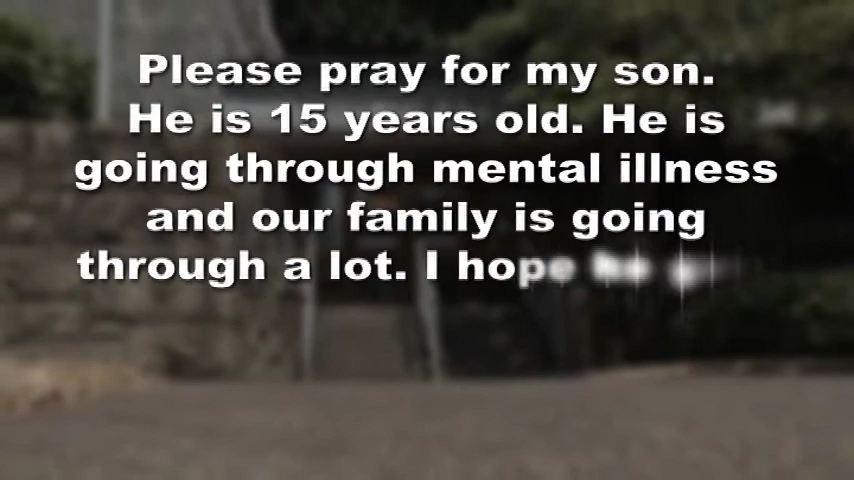 Please pray for my son.
He is 15 years old. He is
going through mental illness
and our family is going
through a lot. I hope he